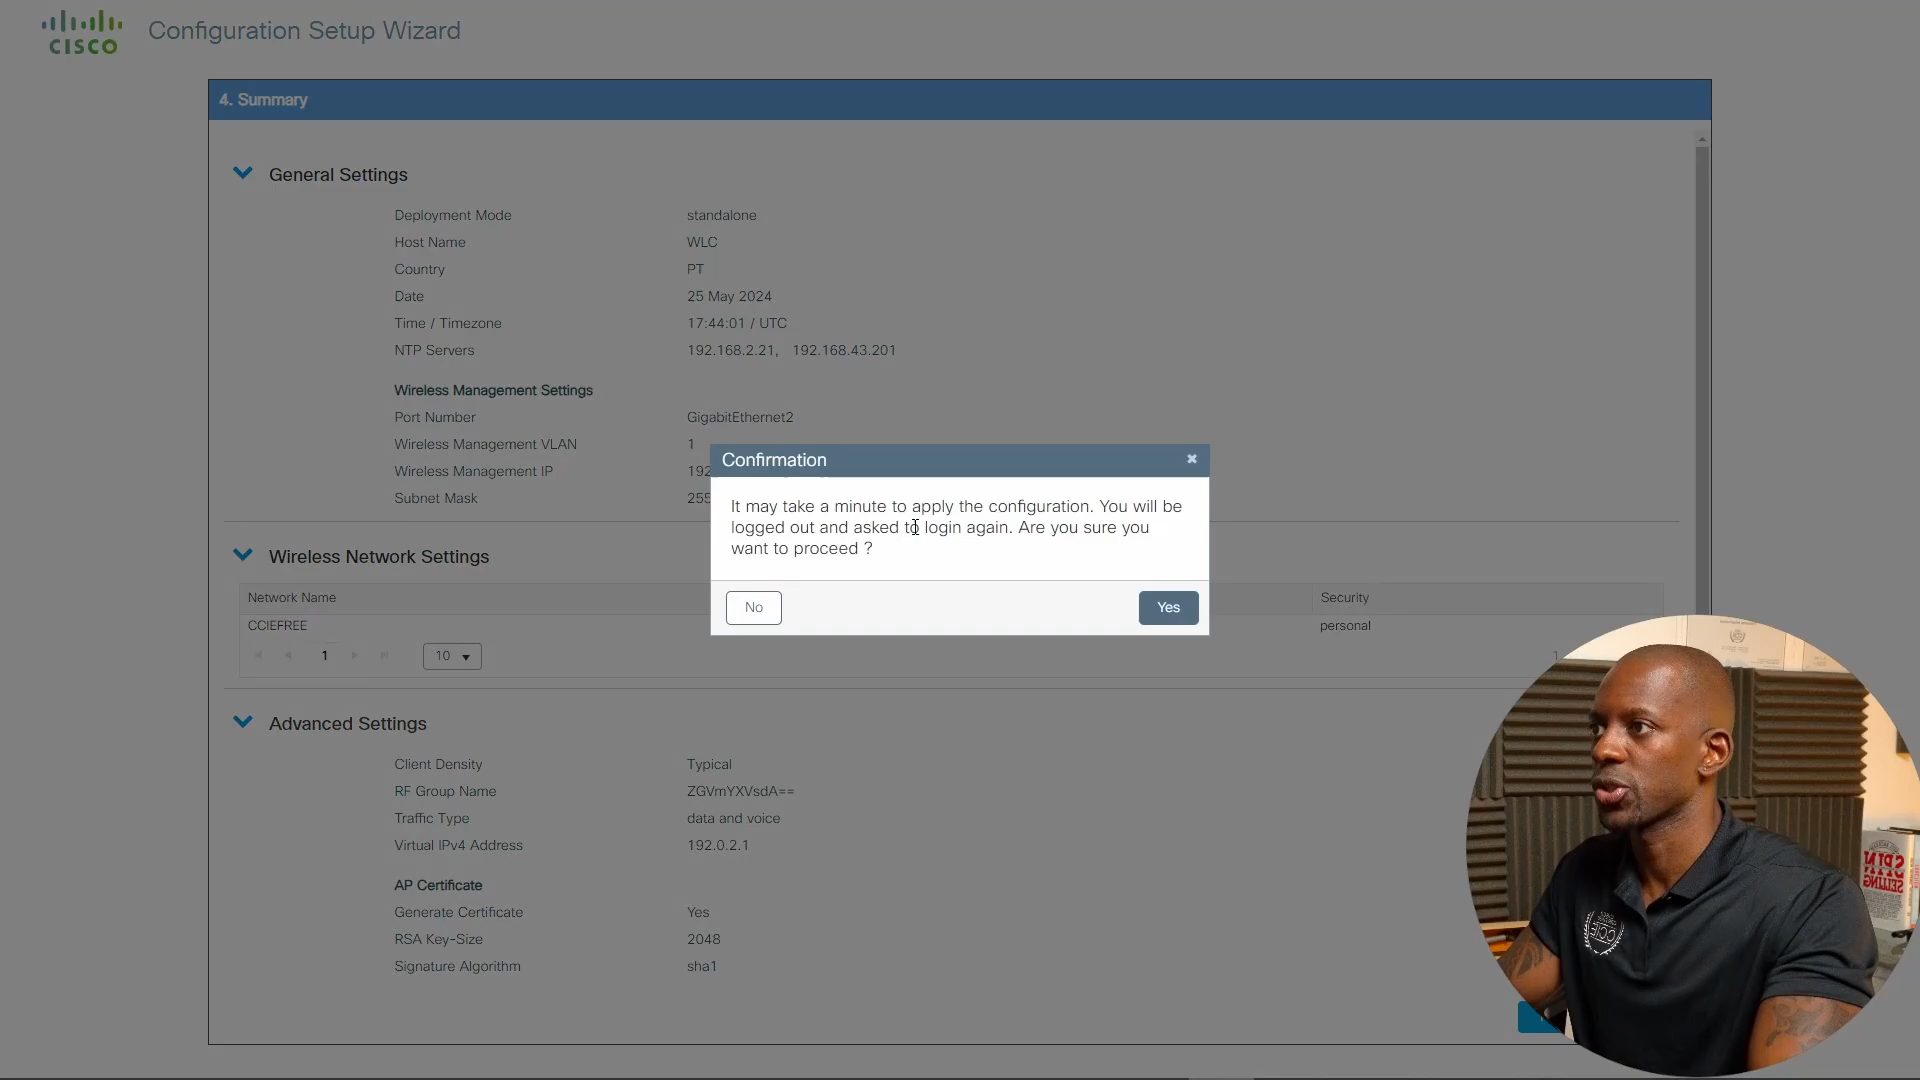 CISCO
Configuration Setup Wizard
4. Summary
General Settings
Deployment Mode standalone
Host Name WLC
Country PT
Date 25 May 2024
Time / Timezone 17:44:01 / UTC
NTP Servers 192.168.2.21, 192.168.43.201
Wireless Management Settings
Port Number GigabitEthernet2
Wireless Management VLAN 1
Wireless Management IP 192
Subnet Mask 255
Confirmation
It may take a minute to apply the configuration. You will be
logged out and asked to login again. Are you sure you
want to proceed ?
No Yes
Wireless Network Settings
Network Name Security
CCIEFREE personal
1 10 1
Advanced Settings
Client Density Typical
RF Group Name ZGVmYXVsdA==
Traffic Type data and voice
Virtual IPv4 Address 192.0.2.1
AP Certificate
Generate Certificate Yes
RSA Key-Size 2048
Signature Algorithm sha1
CCIE
SPIN
SELLING